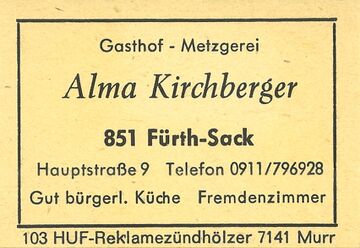 Gasthof - Metzgerei
Alma Kirchberger
851 Fürth-Sack
Hauptstraße 9 Telefon 0911/796928
Gut bürgerl. Küche Fremdenzimmer
103 HUF-Reklamezündhölzer 7141 Murr